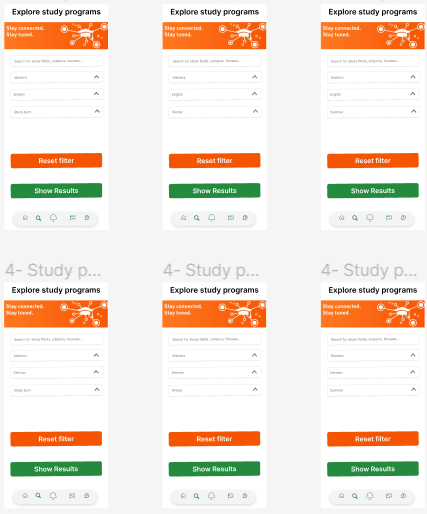 Explore study programs
Explore study programs
Explore study programs
Stay connected.
Stay tuned.
Stay connected.
Stay tuned.
Stay connected.
Stay tuned.
Search for study fields, subjects, focuses...
Search for study fields, subjects, focuses...
Search for study fields, subjects, focuses...
Masters
Masters
Masters
English
English
English
Study term
Winter
Summer
Reset filter
Reset filter
Reset filter
Show Results
Show Results
Show Results
4- Study p...
4- Study p...
4- Study p...
Explore study programs
Explore study programs
Explore study programs
Stay connected.
Stay tuned.
Stay connected.
Stay tuned.
Stay connected.
Stay tuned.
Search for study fields, subjects, focuses...
Search for study fields, subjects, focuses...
Search for study fields, subjects, focuses...
Masters
Masters
Masters
German
German
German
Study term
Winter
Summer
Reset filter
Reset filter
Reset filter
Show Results
Show Results
Show Results